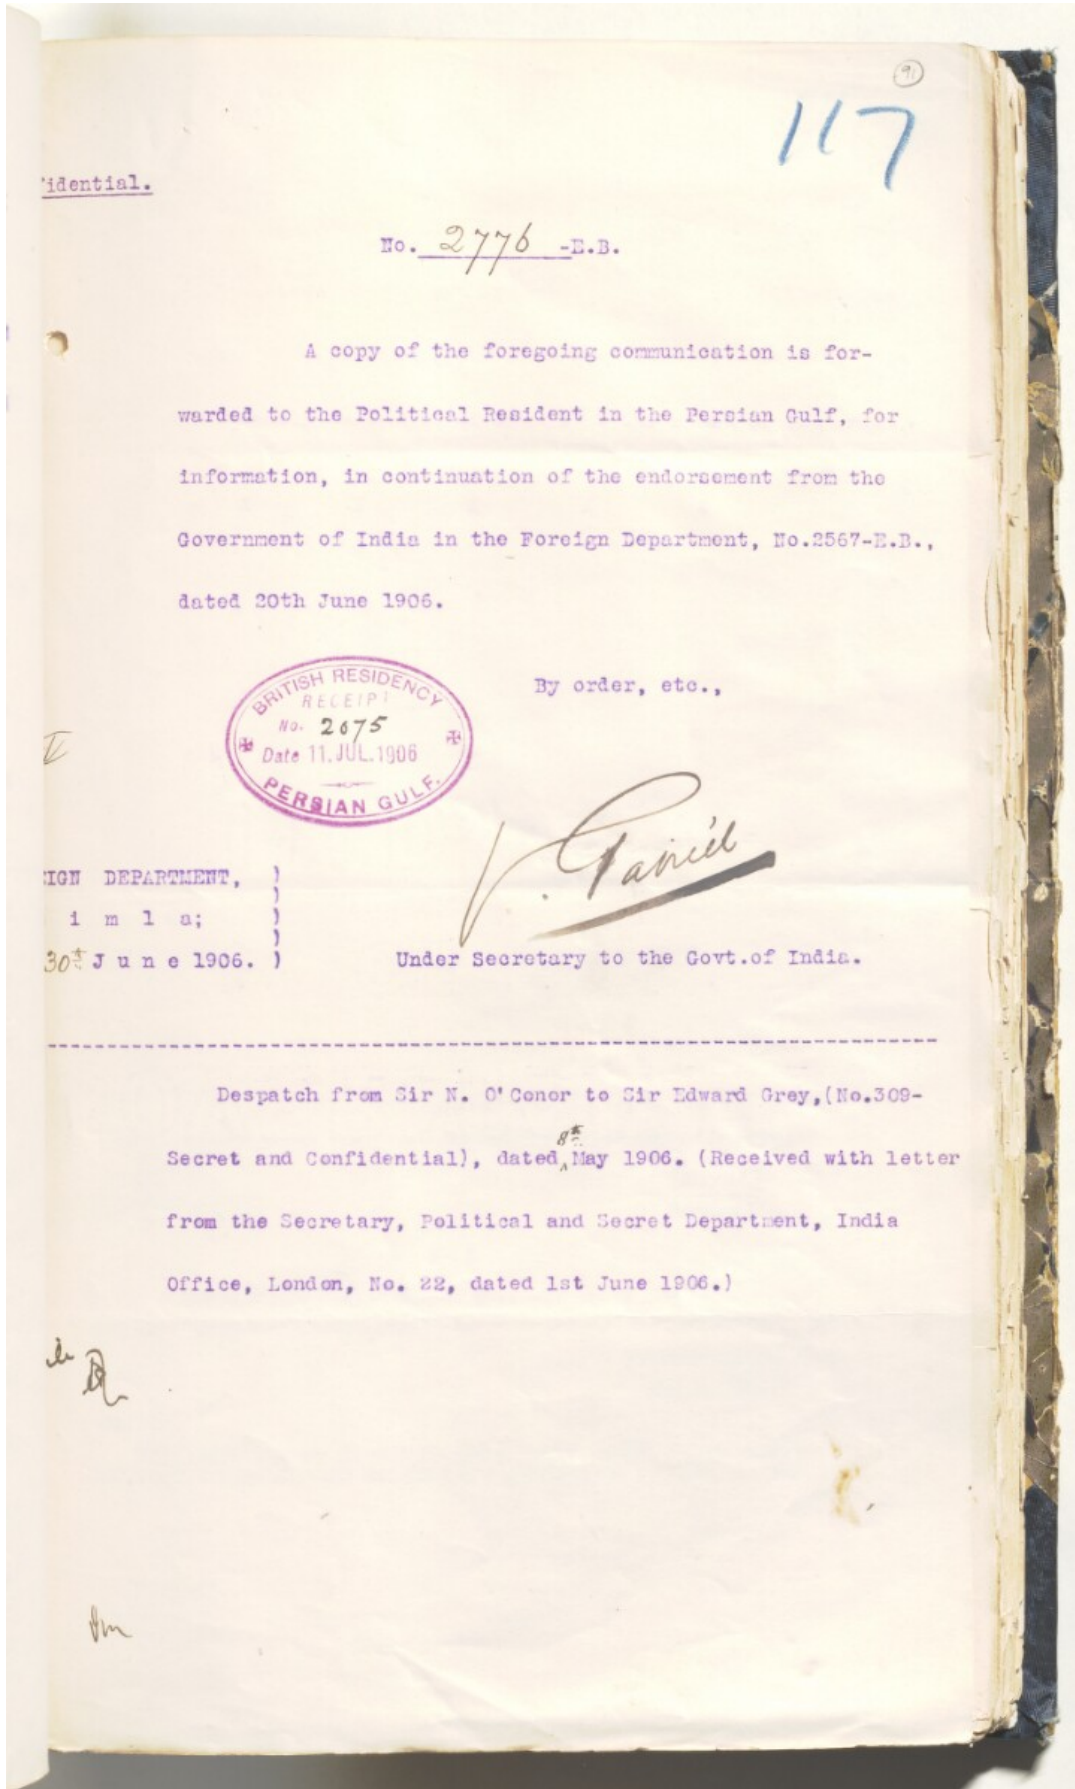 91
117
fidential.
No. 2776 -E.B.
A copy of the foregoing communication is for-
warded to the Political Resident in the Persian Gulf, for
information, in continuation of the endorsement from the
Government of India in the Foreign Department, No.2567-E.B.,
dated 20th June 1906.
By order, etc.,
BRITISH RESIDENCY
RECEIPT
No. 2075
Date 11.JUL.1906
PERSIAN GULF.
V. Gabriel
IGN DEPARTMENT, )
i m l a; )
30th June 1906. )
Under Secretary to the Govt.of India.
Despatch from Sir N. O'Conor to Sir Edward Grey,(No.309-
Secret and Confidential), dated 8th May 1906. (Received with letter
from the Secretary, Political and Secret Department, India
Office, London, No. 22, dated 1st June 1906.)